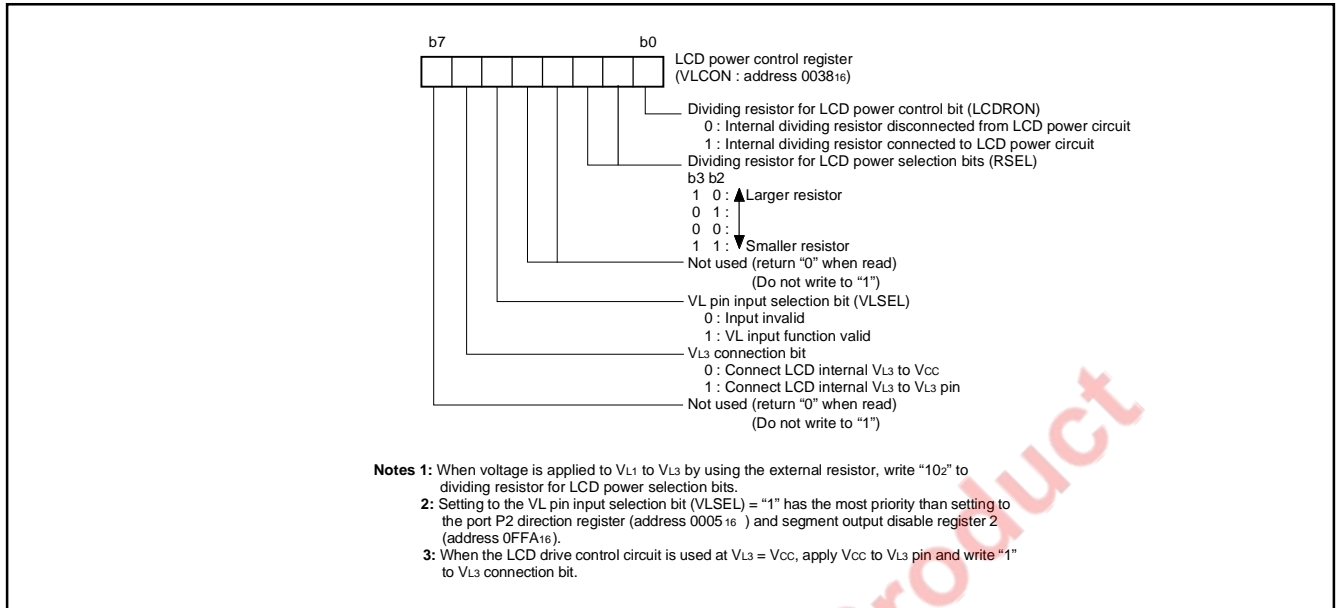 b7 b0
LCD power control register
(VLCON : address 003816)
Dividing resistor for LCD power control bit (LCDRON)
0 : Internal dividing resistor disconnected from LCD power circuit
1 : Internal dividing resistor connected to LCD power circuit
Dividing resistor for LCD power selection bits (RSEL)
b3 b2
1 0 : Larger resistor
0 1 :
0 0 :
1 1 : Smaller resistor
Not used (return “0” when read)
(Do not write to “1”)
VL pin input selection bit (VLSEL)
0 : Input invalid
1 : VL input function valid
VL3 connection bit
0 : Connect LCD internal VL3 to VCC
1 : Connect LCD internal VL3 to VL3 pin
Not used (return “0” when read)
(Do not write to “1”)
Notes 1: When voltage is applied to VL1 to VL3 by using the external resistor, write “102” to
dividing resistor for LCD power selection bits.
2: Setting to the VL pin input selection bit (VLSEL) = “1” has the most priority than setting to
the port P2 direction register (address 000516 ) and segment output disable register 2
(address 0FFA16).
3: When the LCD drive control circuit is used at VL3 = VCC, apply VCC to VL3 pin and write “1”
to VL3 connection bit.
roduct